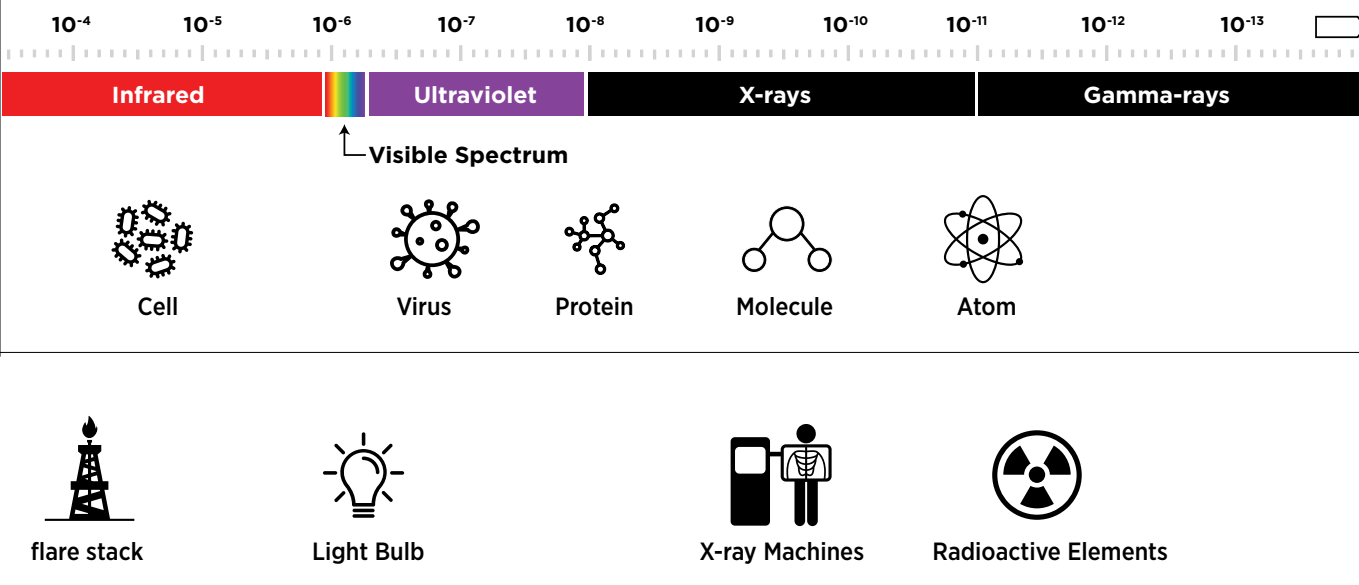 10-4 10-5 10-6 10-7 10-8 10-9 10-10 10-11 10-12 10-13
Infrared Ultraviolet X-rays Gamma-rays
Visible Spectrum
Cell Virus Protein Molecule Atom
flare stack Light Bulb X-ray Machines Radioactive Elements